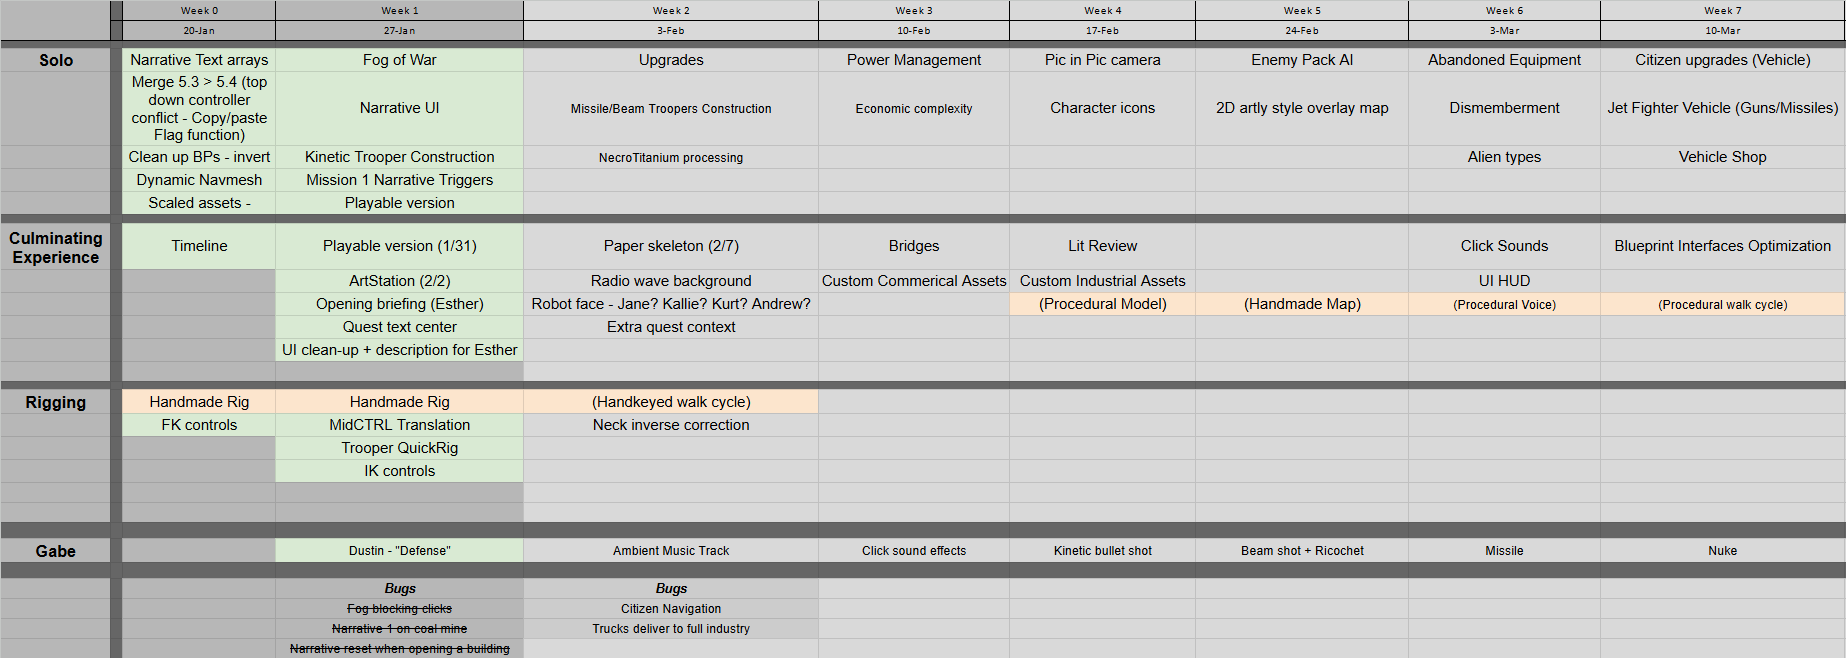 Week 0 Week 1 Week 2 Week 3 Week 4 Week 5 Week 6 Week 7
20-Jan 27-Jan 3-Feb 10-Feb 17-Feb 24-Feb 3-Mar 10-Mar
Solo Narrative Text arrays Fog of War Upgrades Power Management Pic in Pic camera Enemy Pack AI Abandoned Equipment Citizen upgrades (Vehicle)
Merge 5.3 > 5.4 (top
down controller
conflict - Copy/paste
Flag function) Narrative UI Missile/Beam Troopers Construction Economic complexity Character icons 2D artly style overlay map Dismemberment Jet Fighter Vehicle (Guns/Missiles)
Clean up BPs - invert Kinetic Trooper Construction NecroTitanium processing Alien types Vehicle Shop
Dynamic Navmesh Mission 1 Narrative Triggers
Scaled assets - Playable version
Culminating
Experience Timeline Playable version (1/31) Paper skeleton (2/7) Bridges Lit Review Click Sounds Blueprint Interfaces Optimization
ArtStation (2/2) Radio wave background Custom Commerical Assets Custom Industrial Assets UI HUD
Opening briefing (Esther) Robot face - Jane? Kallie? Kurt? Andrew? (Procedural Model) (Handmade Map) (Procedural Voice) (Procedural walk cycle)
Quest text center Extra quest context
UI clean-up + description for Esther
Rigging Handmade Rig Handmade Rig (Handkeyed walk cycle)
FK controls MidCTRL Translation Neck inverse correction
Trooper QuickRig
IK controls
Gabe Dustin - "Defense" Ambient Music Track Click sound effects Kinetic bullet shot Beam shot + Ricochet Missile Nuke
Bugs Bugs
Fog blocking clicks Citizen Navigation
Narrative 1 on coal mine Trucks deliver to full industry
Narrative reset when opening a building